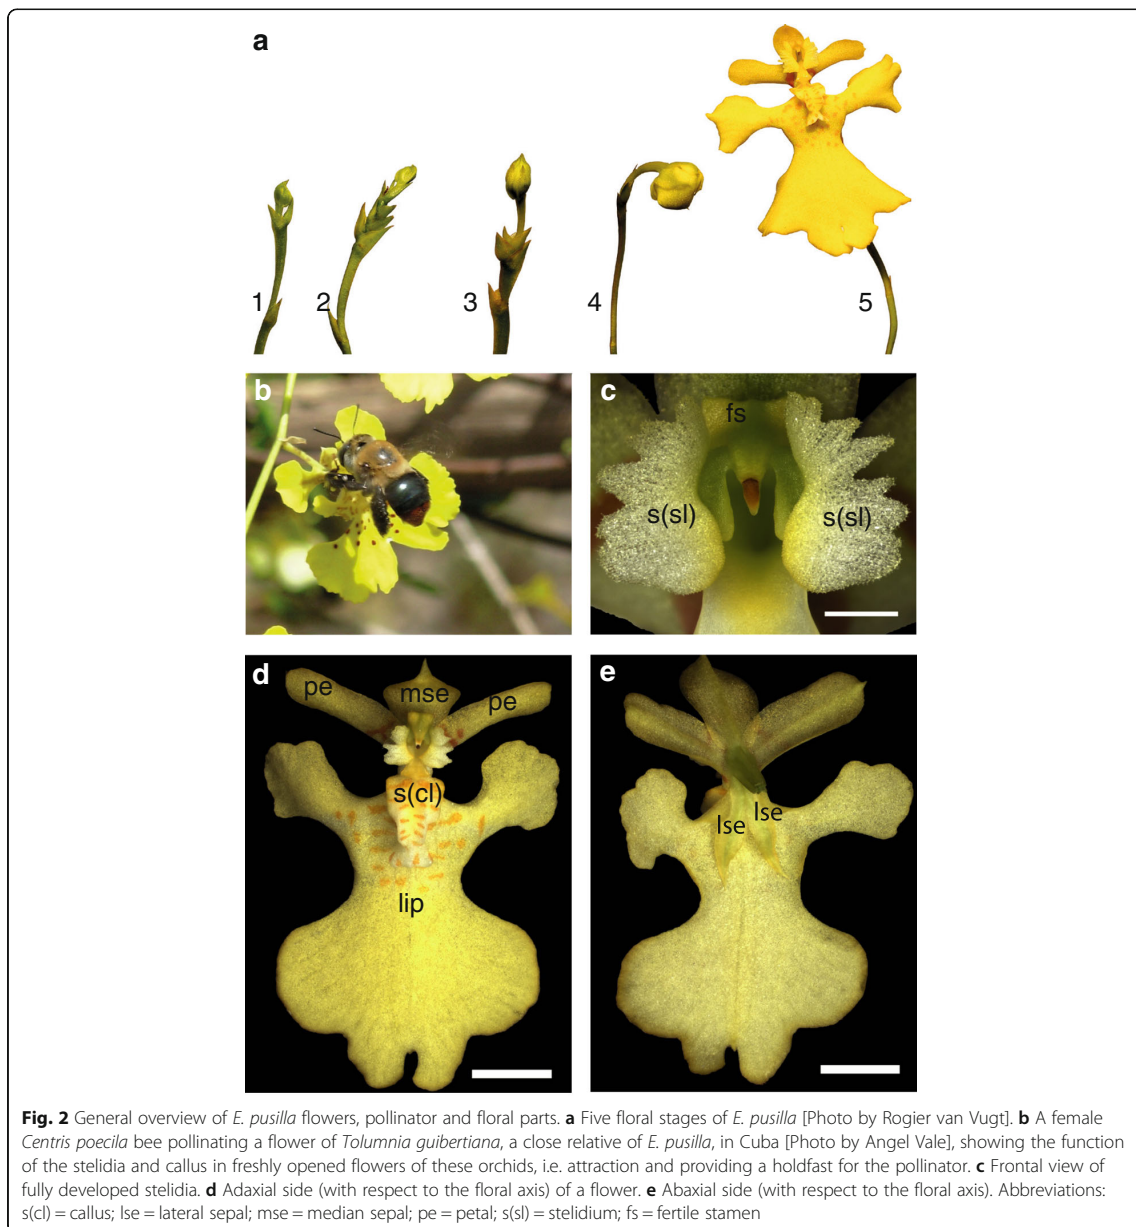 a
1
2
3
4
5
b
c
fs
s(sl)
s(sl)
d
pe
mse
pe
s(cl)
lip
e
lse
lse
Fig. 2 General overview of E. pusilla flowers, pollinator and floral parts. a Five floral stages of E. pusilla [Photo by Rogier van Vugt]. b A female
Centris poecila bee pollinating a flower of Tolumnia guibertiana, a close relative of E. pusilla, in Cuba [Photo by Angel Vale], showing the function
of the stelidia and callus in freshly opened flowers of these orchids, i.e. attraction and providing a holdfast for the pollinator. c Frontal view of
fully developed stelidia. d Adaxial side (with respect to the floral axis) of a flower. e Abaxial side (with respect to the floral axis). Abbreviations:
s(cl) = callus; lse = lateral sepal; mse = median sepal; pe = petal; s(sl) = stelidium; fs = fertile stamen